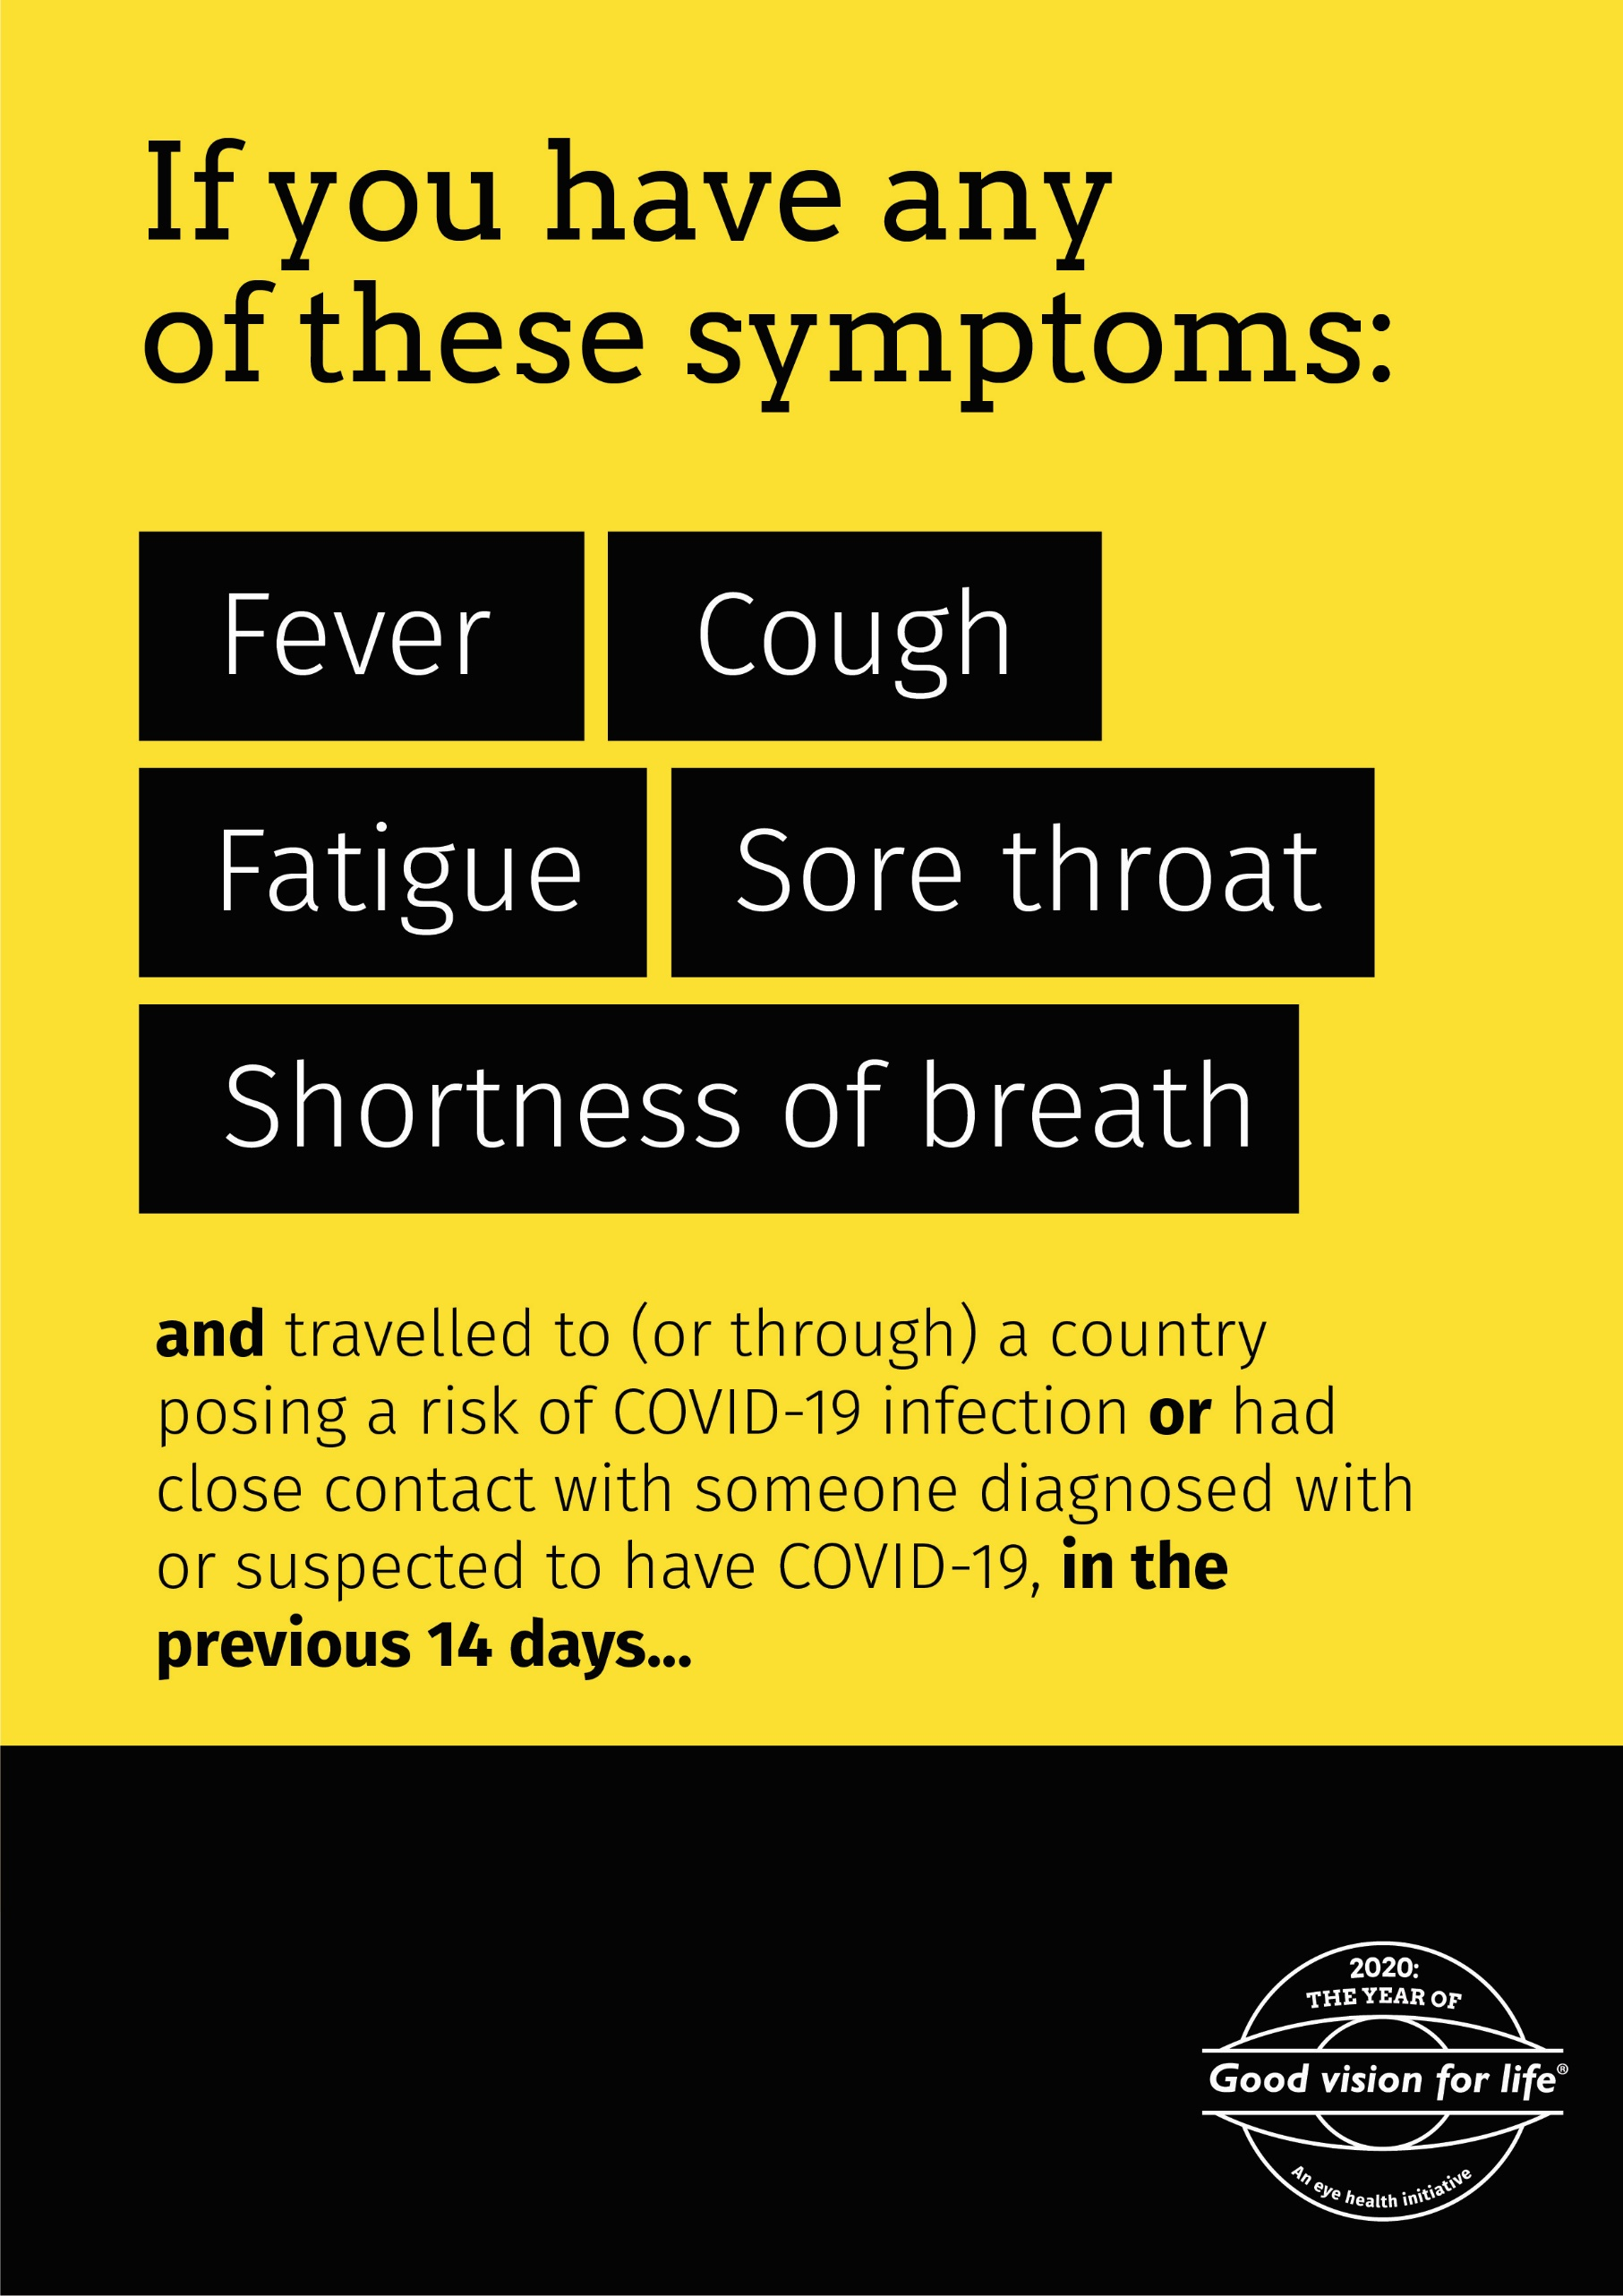 If you have any
of these symptoms:
Fever Cough
Fatigue Sore throat
Shortness of breath
and travelled to (or through) a country
posing a risk of COVID-19 infection or had
close contact with someone diagnosed with
or suspected to have COVID-19, in the
previous 14 days...
2020:
THE YEAR OF
Good vision for life®
An eye health initiative